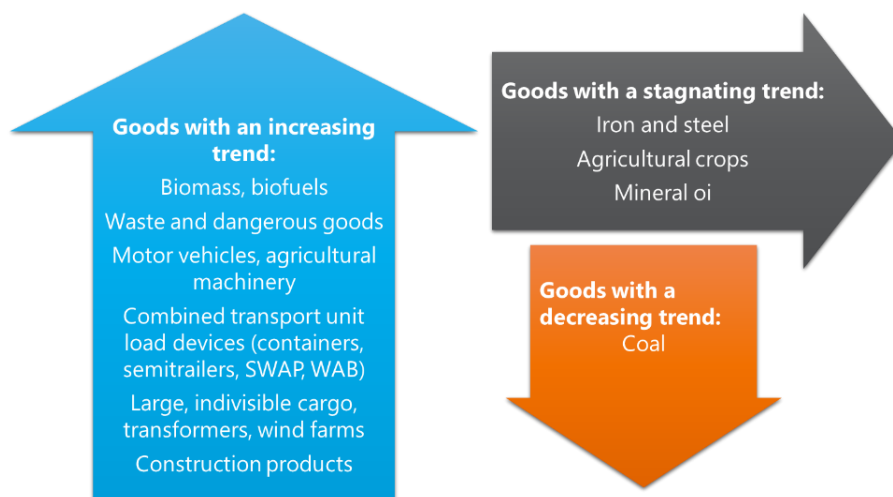 Goods with an increasing
trend:
Biomass, biofuels
Waste and dangerous goods
Motor vehicles, agricultural
machinery
Combined transport unit
load devices (containers,
semitrailers, SWAP, WAB)
Large, indivisible cargo,
transformers, wind farms
Construction products
Goods with a stagnating trend:
Iron and steel
Agricultural crops
Mineral oi
Goods with a
decreasing trend:
Coal